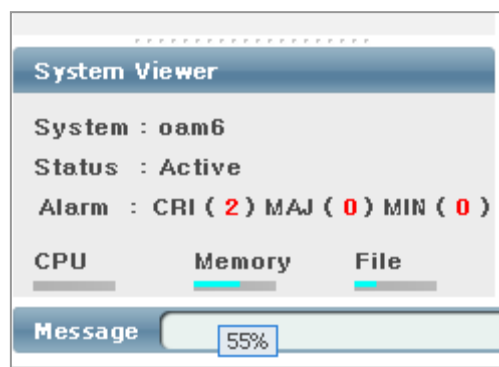 System Viewer
System : oam6
Status : Active
Alarm : CRI ( 2 ) MAJ ( 0 ) MIN ( 0 )
CPU Memory File
Message
55%